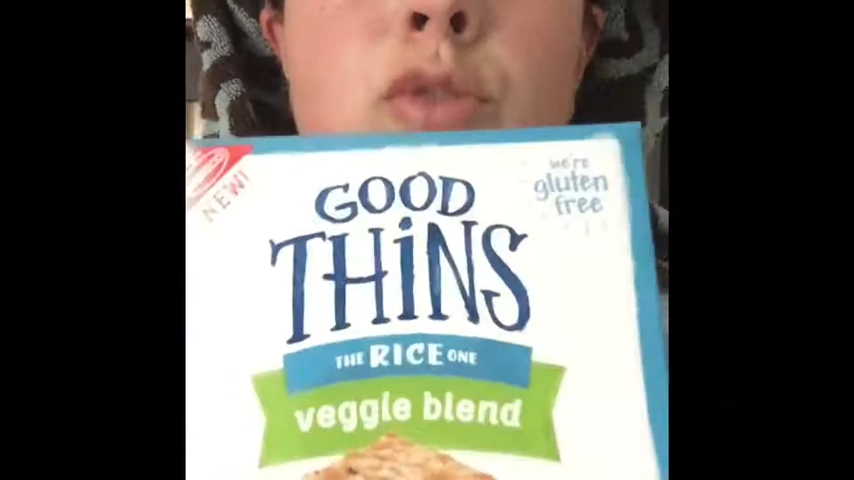 NEW!
we're
gluten
free
GOOD
THiNS
THE RICE ONE
veggie blend